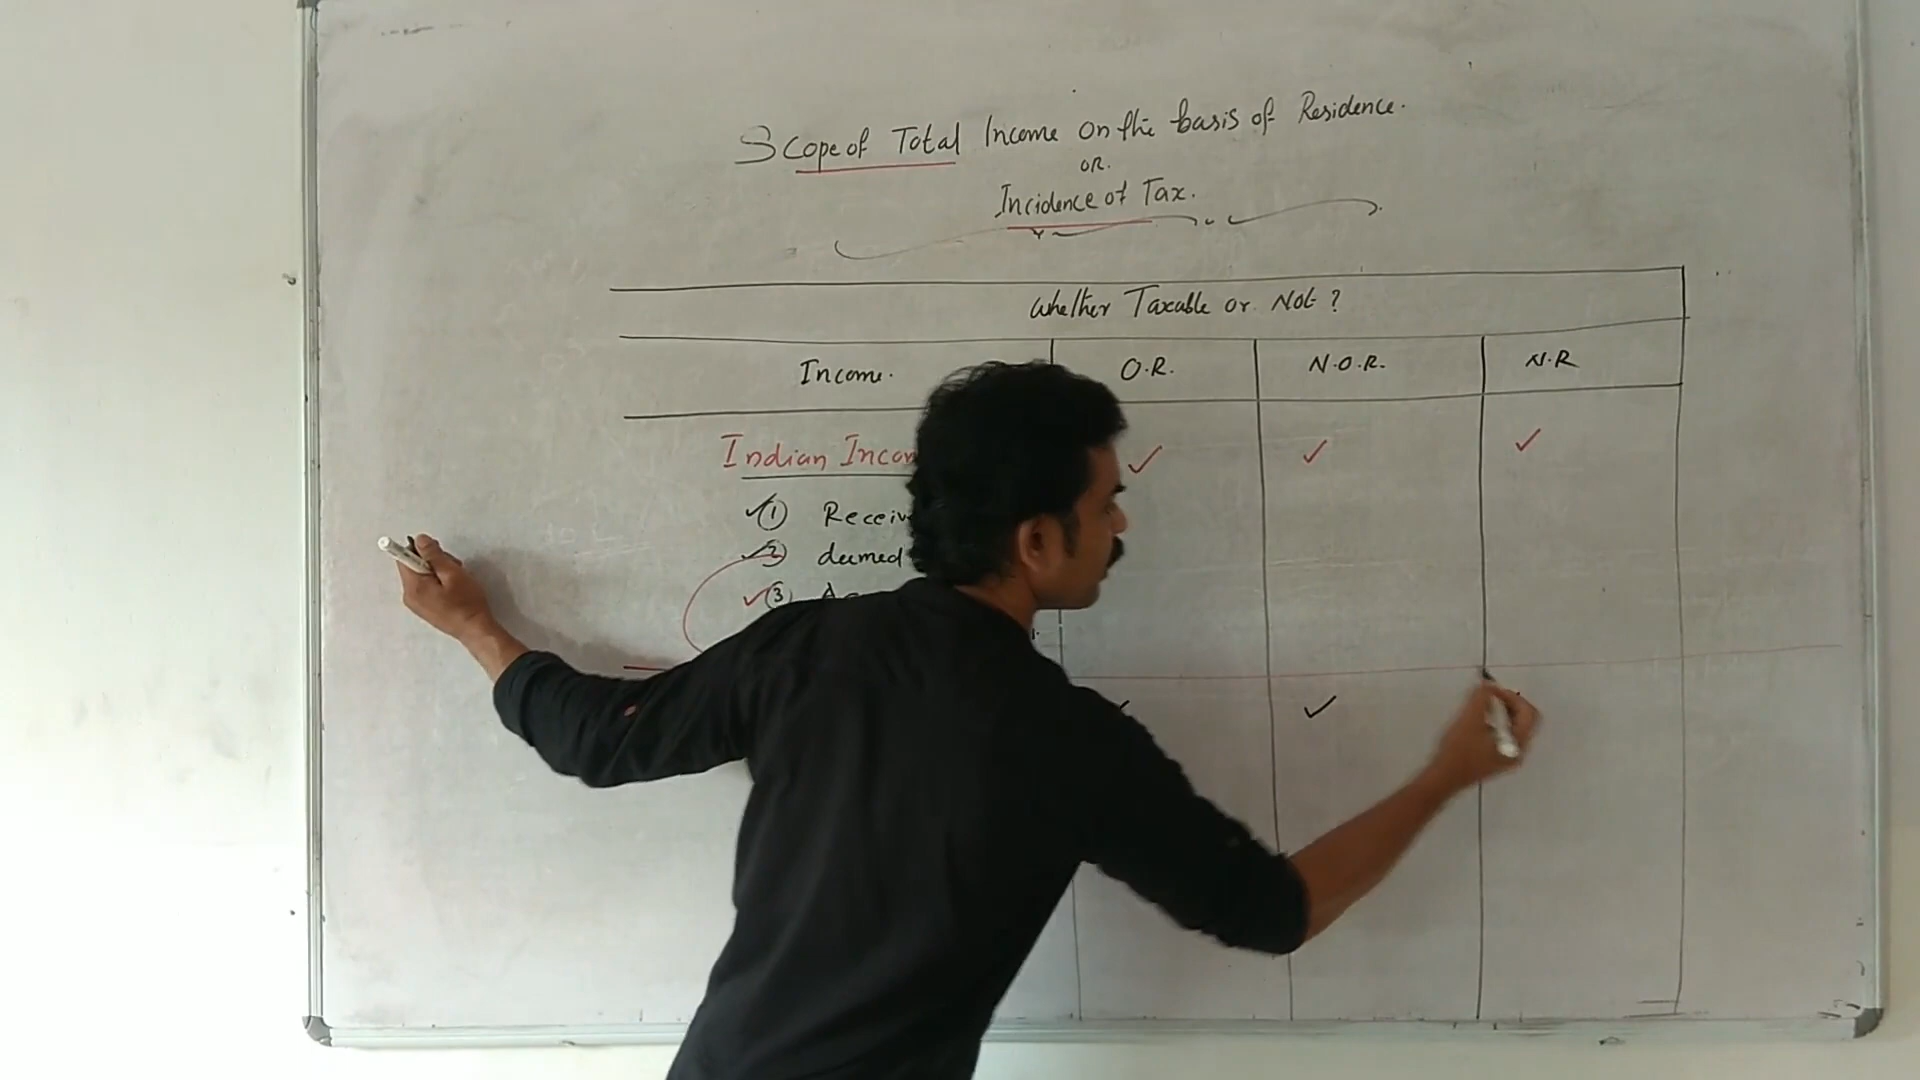 Scope of Total Income on the basis of Residence.
OR.
Incidence of Tax.
Whether Taxable or Not ?
Income. O.R. N.O.R. N.R
Indian Incom ✓ ✓ ✓
✓① Receiv
✓② deemed
✓③ A
✓ ✓